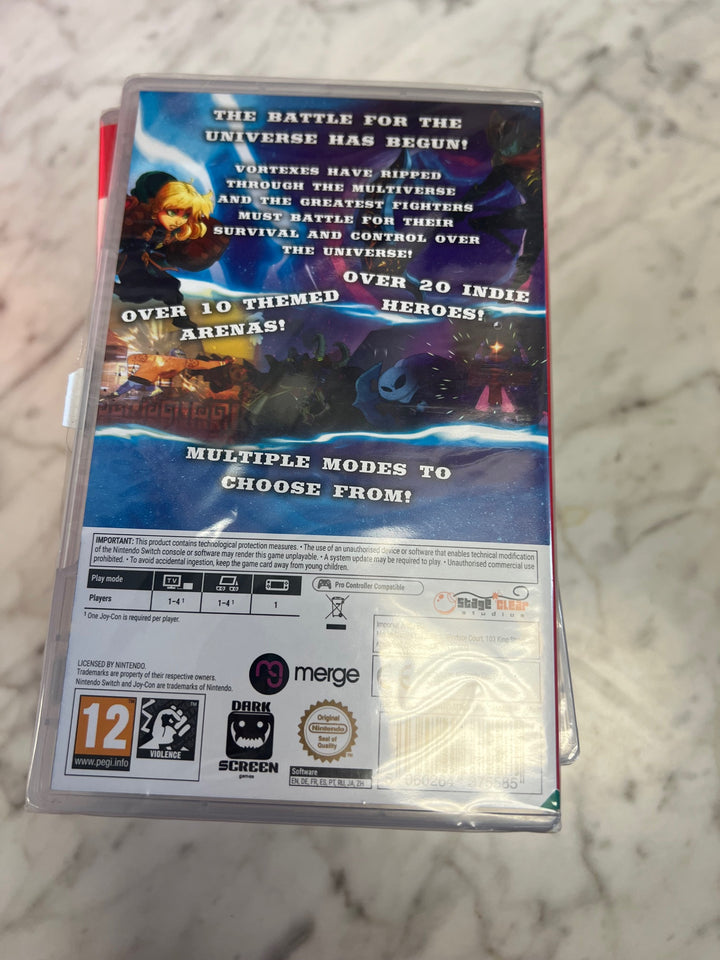 THE BATTLE FOR THE
UNIVERSE HAS BEGUN!
VORTEXES HAVE RIPPED
THROUGH THE MULTIVERSE
AND THE GREATEST FIGHTERS
MUST BATTLE FOR THEIR
SURVIVAL AND CONTROL OVER
THE UNIVERSE!
OVER 10 THEMED
ARENAS!
OVER 20 INDIE
HEROES!
MULTIPLE MODES TO
CHOOSE FROM!
IMPORTANT: This product contains technological protection measures. • The use of an unauthorised device or software that enables technical modification
of the Nintendo Switch console or software may render this game unplayable. • A system update may be required to play. • Unauthorised commercial use
prohibited. • To avoid accidental ingestion, keep the game card away from young children.
Play mode TV
Players 1-4¹ 1-4¹ 1
Pro Controller Compatible
¹ One Joy-Con is required per player.
Stage Clear
studios
103 King
LICENSED BY NINTENDO.
Trademarks are property of their respective owners.
Nintendo Switch and Joy-Con are trademarks of Nintendo.
merge
12
www.pegi.info
VIOLENCE
DARK
SCREEN
games
Original
Nintendo
Seal of
Quality
Software
EN, DE, FR, ES, PT, RU, JA, ZH